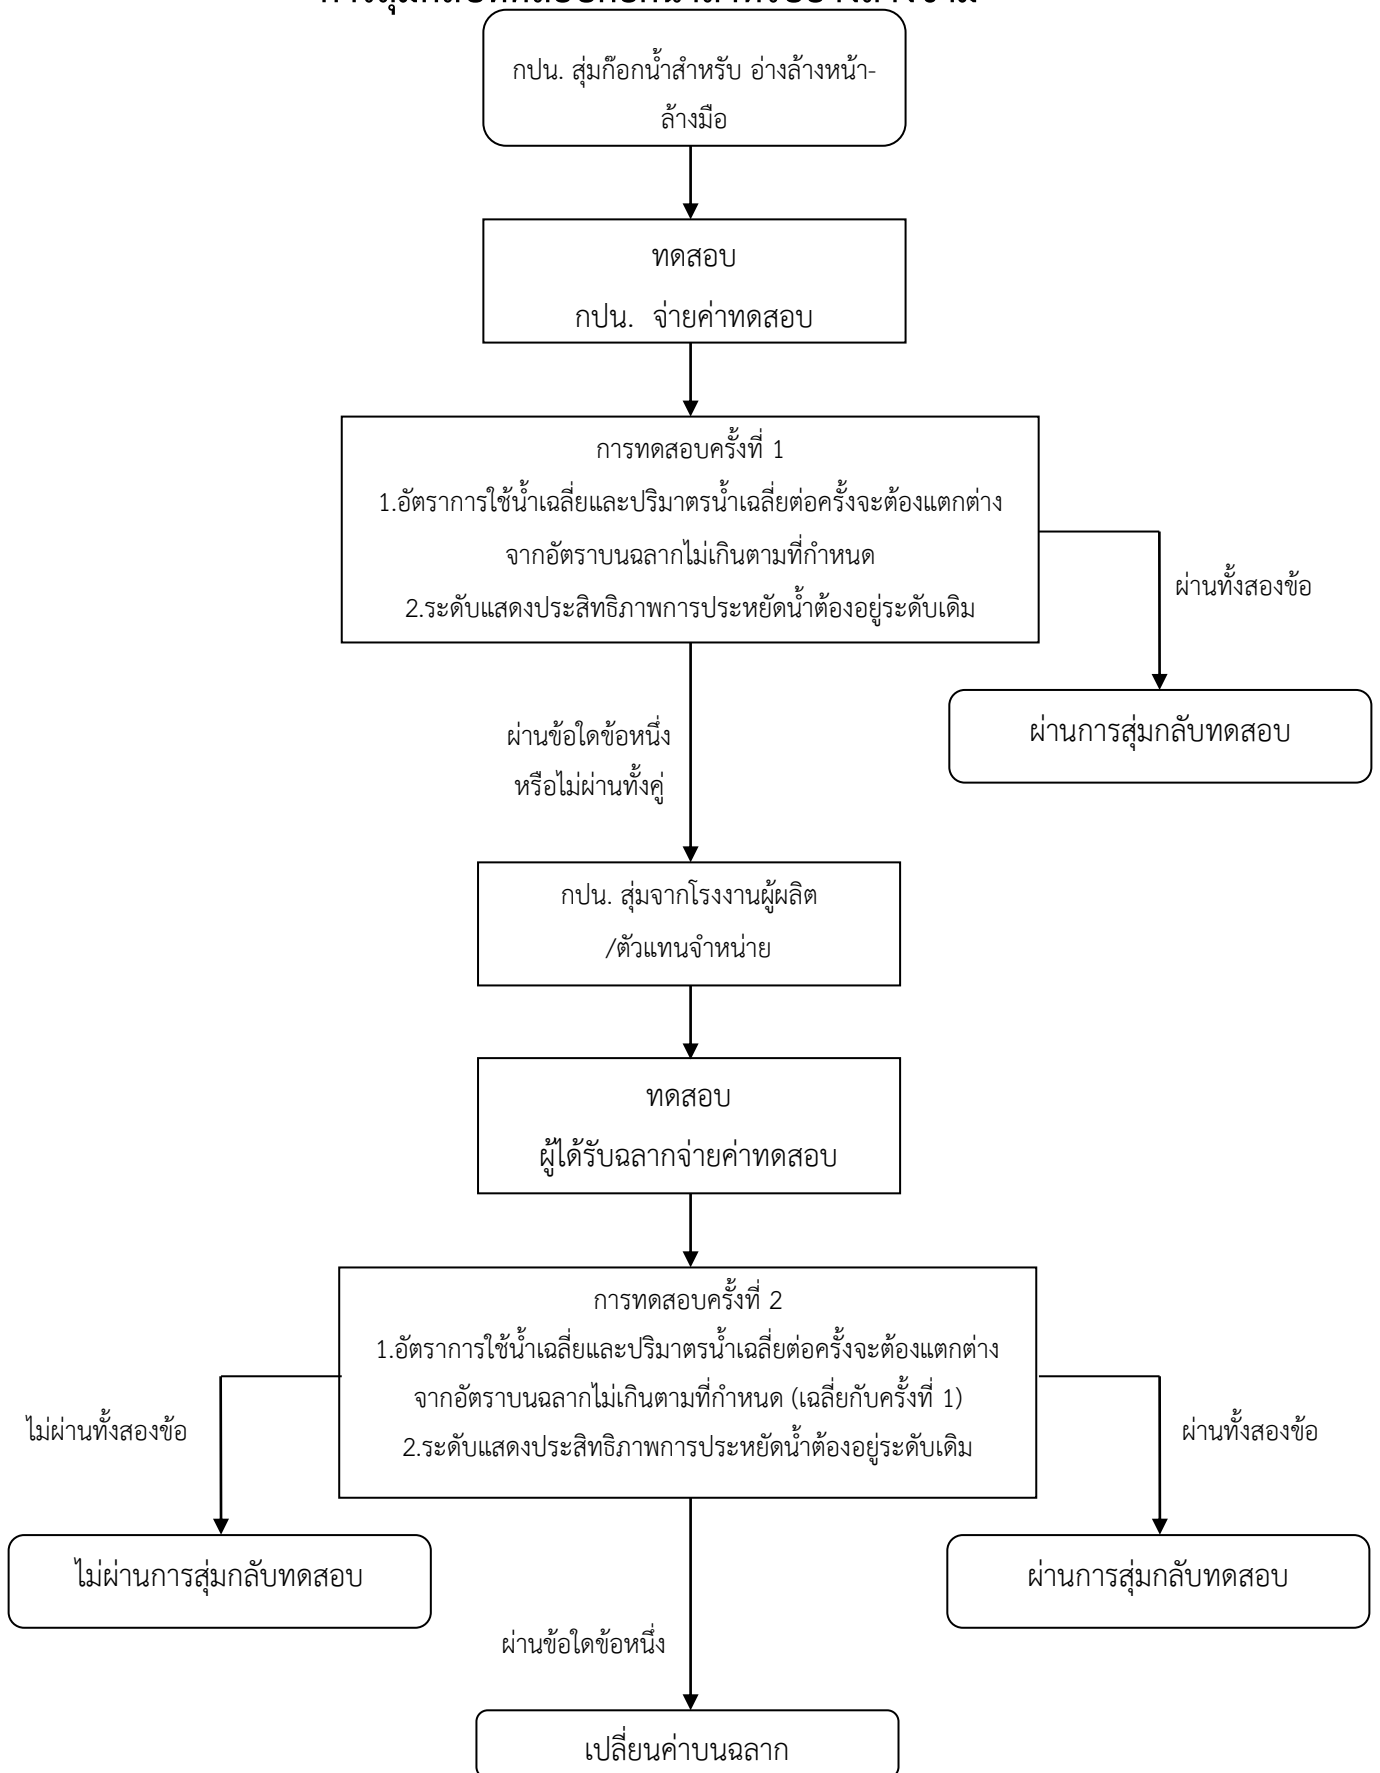 กปน. สุ่มก๊อกน้ำสำหรับ อ่างล้างหน้า-
ล้างมือ
ทดสอบ
กปน. จ่ายค่าทดสอบ
การทดสอบครั้งที่ 1
1.อัตราการใช้น้ำเฉลี่ยและปริมาตรน้ำเฉลี่ยต่อครั้งจะต้องแตกต่าง
จากอัตราบนฉลากไม่เกินตามที่กำหนด
2.ระดับแสดงประสิทธิภาพการประหยัดน้ำต้องอยู่ระดับเดิม
ผ่านทั้งสองข้อ
ผ่านการสุ่มกลับทดสอบ
ผ่านข้อใดข้อหนึ่ง
หรือไม่ผ่านทั้งคู่
กปน. สุ่มจากโรงงานผู้ผลิต
/ตัวแทนจำหน่าย
ทดสอบ
ผู้ได้รับฉลากจ่ายค่าทดสอบ
การทดสอบครั้งที่ 2
1.อัตราการใช้น้ำเฉลี่ยและปริมาตรน้ำเฉลี่ยต่อครั้งจะต้องแตกต่าง
จากอัตราบนฉลากไม่เกินตามที่กำหนด (เฉลี่ยกับครั้งที่ 1)
2.ระดับแสดงประสิทธิภาพการประหยัดน้ำต้องอยู่ระดับเดิม
ไม่ผ่านทั้งสองข้อ
ผ่านทั้งสองข้อ
ไม่ผ่านการสุ่มกลับทดสอบ
ผ่านการสุ่มกลับทดสอบ
ผ่านข้อใดข้อหนึ่ง
เปลี่ยนค่าบนฉลาก